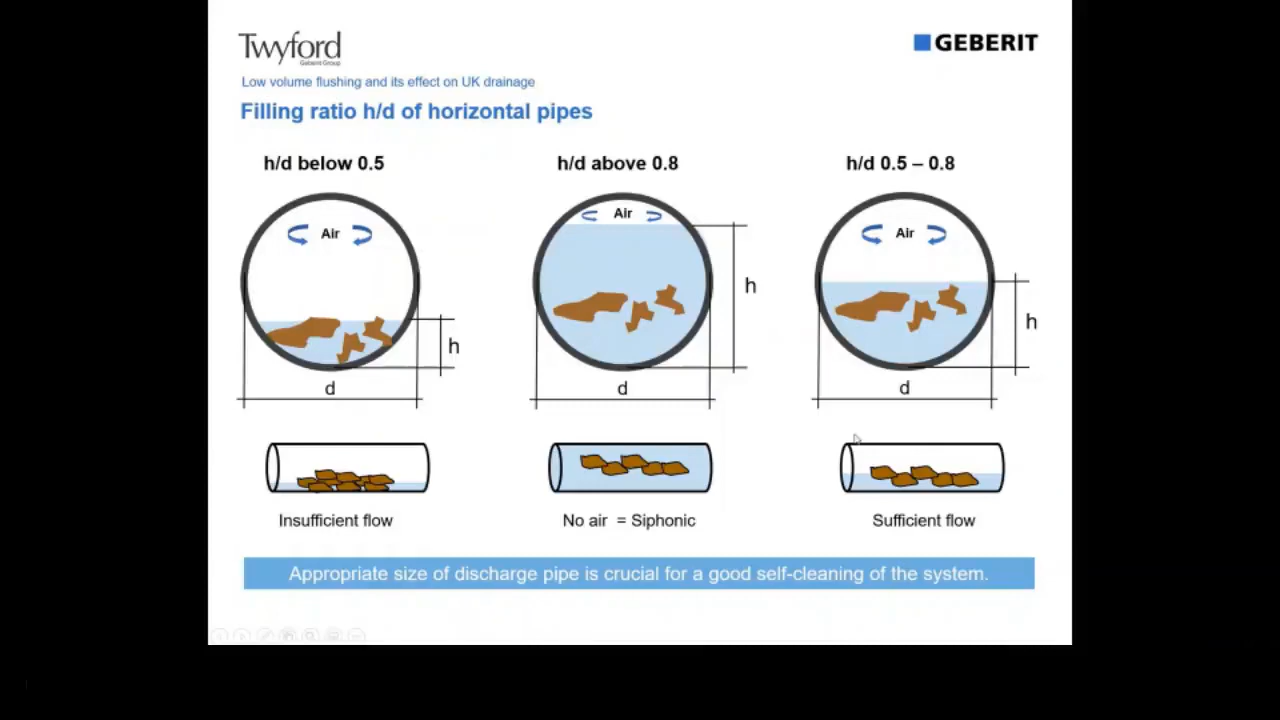 Twyford
Geberit Group
GEBERIT
Low volume flushing and its effect on UK drainage
Filling ratio h/d of horizontal pipes
h/d below 0.5
h/d above 0.8
h/d 0.5 – 0.8
Air
Air
Air
h
h
h
d
d
d
Insufficient flow
No air = Siphonic
Sufficient flow
Appropriate size of discharge pipe is crucial for a good self-cleaning of the system.